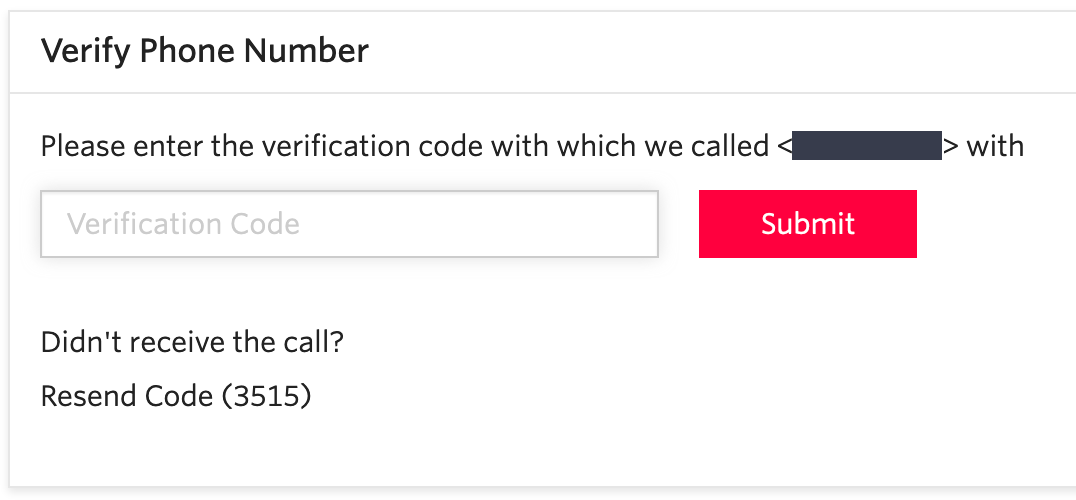 Verify Phone Number
Please enter the verification code with which we called < > with
Verification Code
Submit
Didn't receive the call?
Resend Code (3515)